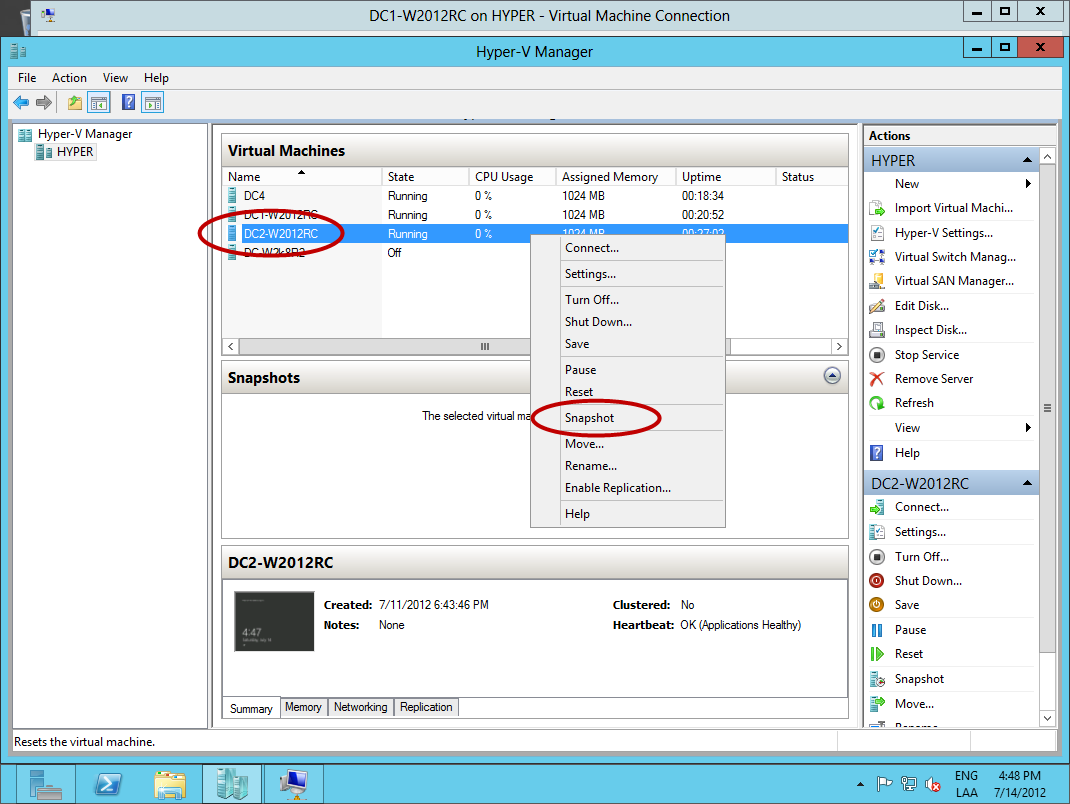 DC1-W2012RC on HYPER - Virtual Machine Connection
Hyper-V Manager
File Action View Help
Hyper-V Manager
HYPER
Virtual Machines
Name State CPU Usage Assigned Memory Uptime Status
DC4 Running 0 % 1024 MB 00:18:34
DC1-W2012RC Running 0 % 1024 MB 00:20:52
DC2-W2012RC Running 0 % 1024 MB 00:27:02
DC-W2k8R2 Off
Connect...
Settings...
Turn Off...
Shut Down...
Save
Pause
Reset
Snapshot
Move...
Rename...
Enable Replication...
Help
Snapshots
The selected virtual ma
DC2-W2012RC
4:47
Created: 7/11/2012 6:43:46 PM Clustered: No
Notes: None Heartbeat: OK (Applications Healthy)
Summary Memory Networking Replication
Actions
HYPER
New
Import Virtual Machi...
Hyper-V Settings...
Virtual Switch Manag...
Virtual SAN Manager...
Edit Disk...
Inspect Disk...
Stop Service
Remove Server
Refresh
View
Help
DC2-W2012RC
Connect...
Settings...
Turn Off...
Shut Down...
Save
Pause
Reset
Snapshot
Move...
Rename...
Resets the virtual machine.
ENG 4:48 PM
LAA 7/14/2012